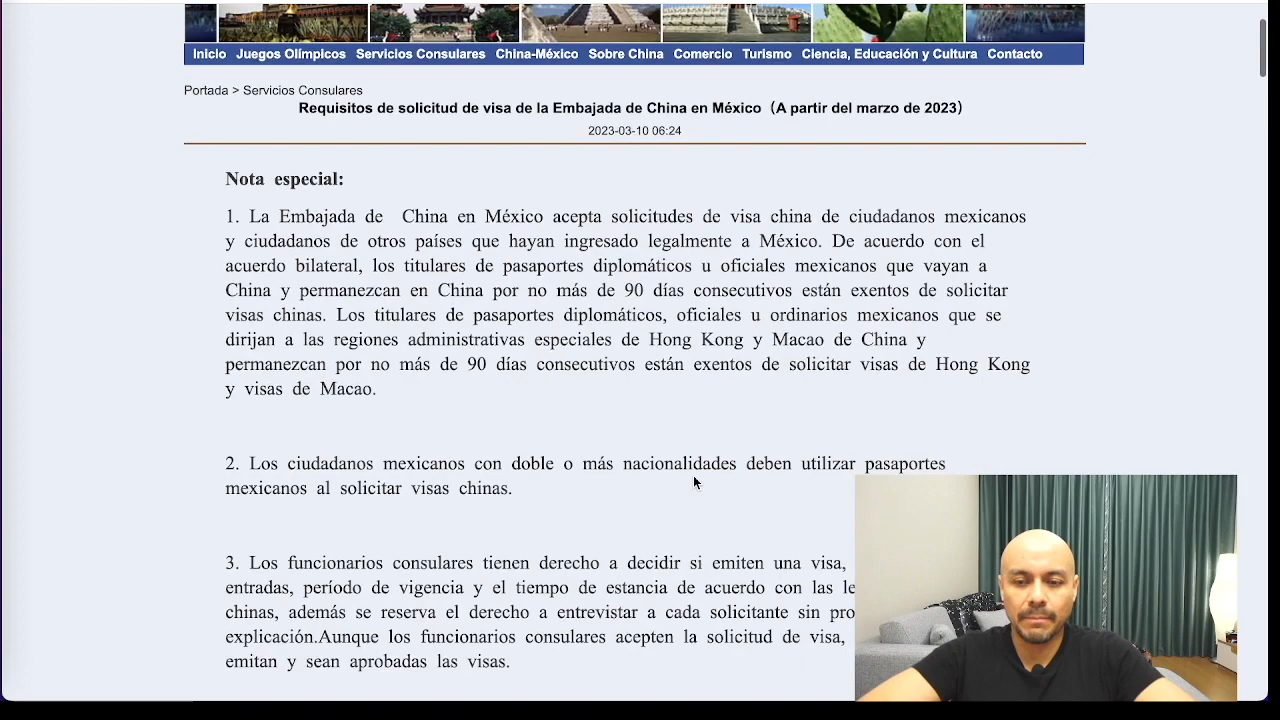 Inicio Juegos Olímpicos Servicios Consulares China-México Sobre China Comercio Turismo Ciencia, Educación y Cultura Contacto
Portada > Servicios Consulares
Requisitos de solicitud de visa de la Embajada de China en México（A partir del marzo de 2023）
2023-03-10 06:24
Nota especial:
1. La Embajada de China en México acepta solicitudes de visa china de ciudadanos mexicanos
y ciudadanos de otros países que hayan ingresado legalmente a México. De acuerdo con el
acuerdo bilateral, los titulares de pasaportes diplomáticos u oficiales mexicanos que vayan a
China y permanezcan en China por no más de 90 días consecutivos están exentos de solicitar
visas chinas. Los titulares de pasaportes diplomáticos, oficiales u ordinarios mexicanos que se
dirijan a las regiones administrativas especiales de Hong Kong y Macao de China y
permanezcan por no más de 90 días consecutivos están exentos de solicitar visas de Hong Kong
y visas de Macao.
2. Los ciudadanos mexicanos con doble o más nacionalidades deben utilizar pasaportes
mexicanos al solicitar visas chinas.
3. Los funcionarios consulares tienen derecho a decidir si emiten una visa,
entradas, período de vigencia y el tiempo de estancia de acuerdo con las le
chinas, además se reserva el derecho a entrevistar a cada solicitante sin pro
explicación.Aunque los funcionarios consulares acepten la solicitud de visa,
emitan y sean aprobadas las visas.